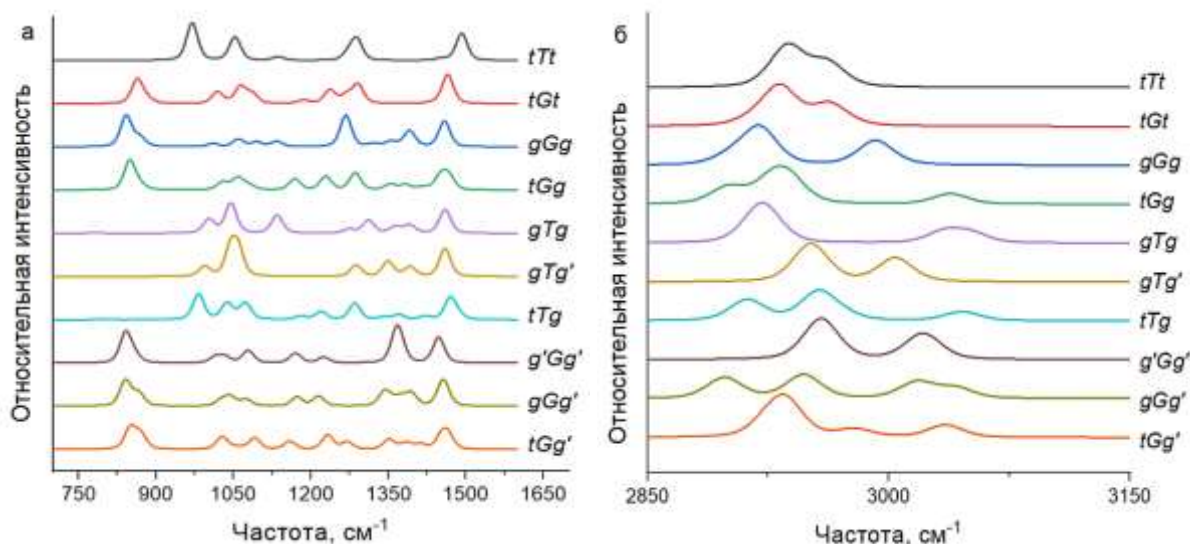 а
Относительная интенсивность
tTt
tGt
gGg
tGg
gTg
gTg'
tTg
g'Gg'
gGg'
tGg'
750 900 1050 1200 1350 1500 1650
Частота, см⁻¹
б
Относительная интенсивность
tTt
tGt
gGg
tGg
gTg
gTg'
tTg
g'Gg'
gGg'
tGg'
2850 3000 3150
Частота, см⁻¹